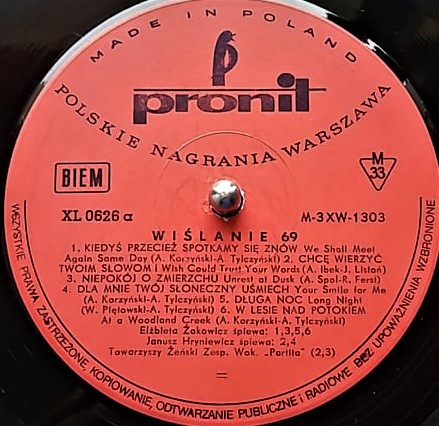 MADE IN POLAND
pronit
POLSKIE NAGRANIA WARSZAWA
BIEM
M
33
XL 0626 a
M-3XW-1303
WIŚLANIE 69
1. KIEDYŚ PRZECIEŻ SPOTKAMY SIĘ ZNÓW We Shall Meet
Again Some Day (A. Korzyński-A. Tylczyński) 2. CHCĘ WIERZYĆ
TWOIM SŁOWOM I Wish Could Trust Your Words (A. Ibek-J. Listoń)
3. NIEPOKÓJ O ZMIERZCHU Unrest at Dusk (A. Spol-R. Ferst)
4. DLA MNIE TWÓJ SŁONECZNY UŚMIECH Your Smile for Me
(A. Korzyński-A. Tylczyński) 5. DŁUGA NOC Long Night
(W. Piętowski-A. Tylczyński) 6. W LESIE NAD POTOKIEM
At a Woodland Creek (A. Korzyński-A. Tylczyński)
Elżbieta Żakowicz śpiewa: 1,3,5,6
Janusz Hryniewicz śpiewa: 2,4
Towarzyszy Żeński Zesp. Wok. „Partita” (2,3)
=
WSZYSTKIE PRAWA ZASTRZEŻONE, KOPIOWANIE, ODTWARZANIE PUBLICZNE i RADIOWE BEZ UPOWAŻNIENIA WZBRONIONE